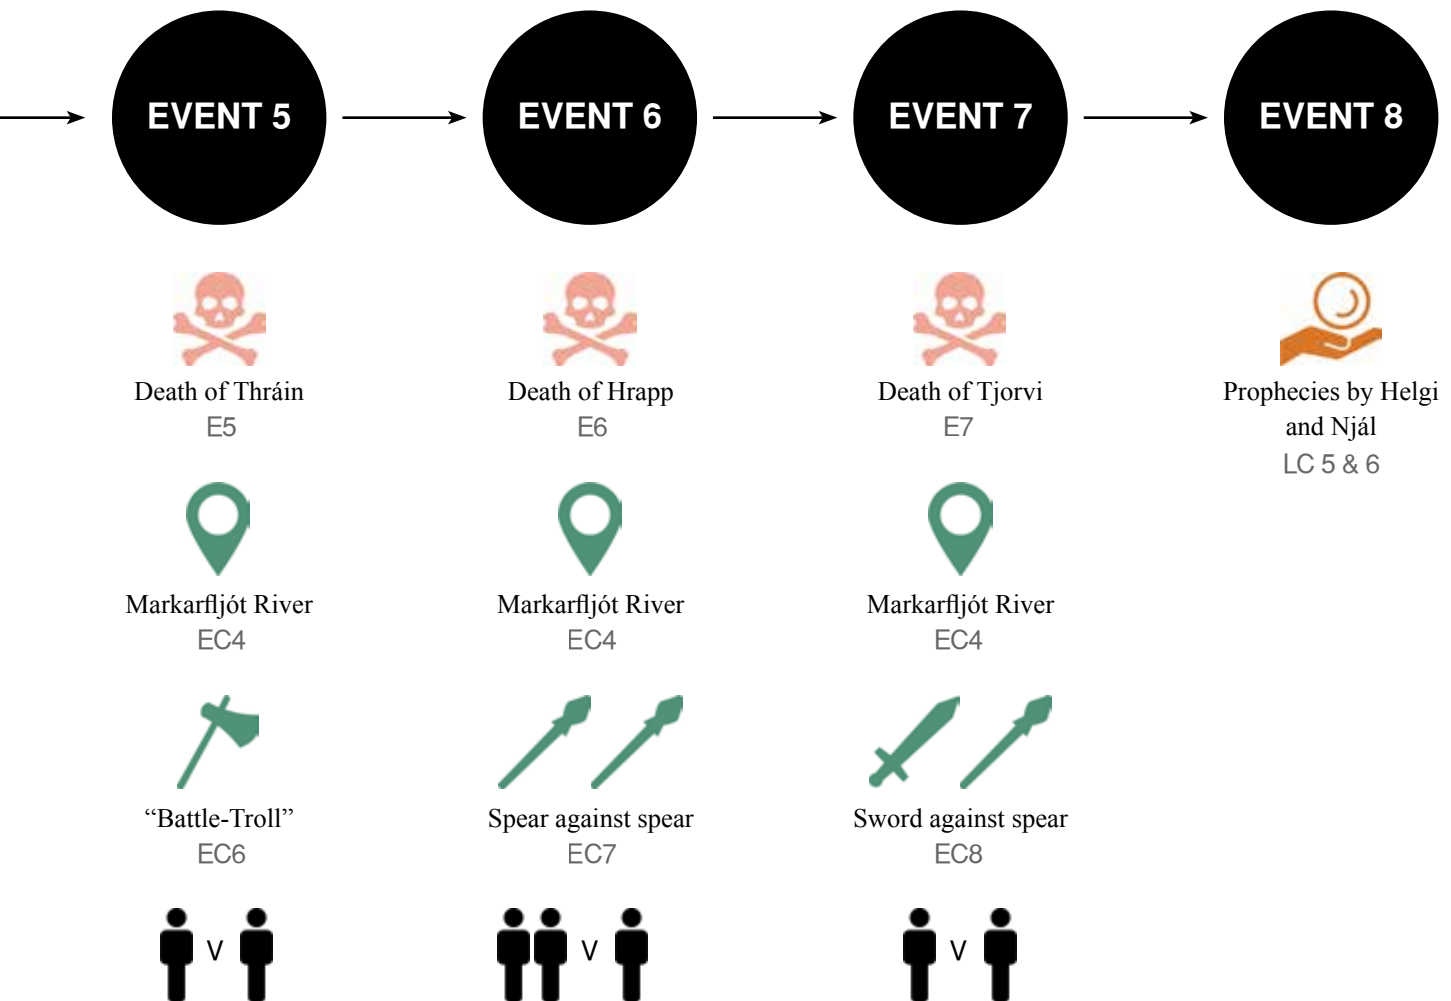 EVENT 5
EVENT 6
EVENT 7
EVENT 8
Death of Thráin
E5
Death of Hrapp
E6
Death of Tjorvi
E7
Prophecies by Helgi
and Njál
LC 5 & 6
Markarfljót River
EC4
Markarfljót River
EC4
Markarfljót River
EC4
“Battle-Troll”
EC6
Spear against spear
EC7
Sword against spear
EC8
V
V
V